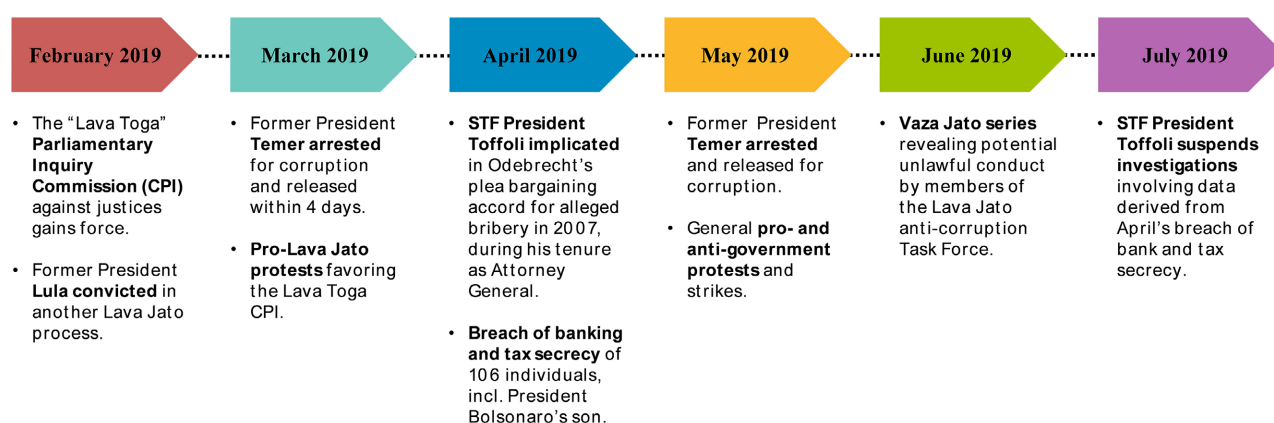 February 2019
• The “Lava Toga”
Parliamentary
Inquiry
Commission (CPI)
against justices
gains force.
• Former President
Lula convicted in
another Lava Jato
process.
March 2019
• Former President
Temer arrested
for corruption
and released
within 4 days.
• Pro-Lava Jato
protests favoring
the Lava Toga
CPI.
April 2019
• STF President
Toffoli implicated
in Odebrecht’s
plea bargaining
accord for alleged
bribery in 2007,
during his tenure
as Attorney
General.
• Breach of banking
and tax secrecy of
106 individuals,
incl. President
Bolsonaro’s son.
May 2019
• Former President
Temer arrested
and released for
corruption.
• General pro- and
anti-government
protests and
strikes.
June 2019
• Vaza Jato series
revealing potential
unlawful conduct
by members of
the Lava Jato
anti-corruption
Task Force.
July 2019
• STF President
Toffoli suspends
investigations
involving data
derived from
April’s breach of
bank and tax
secrecy.